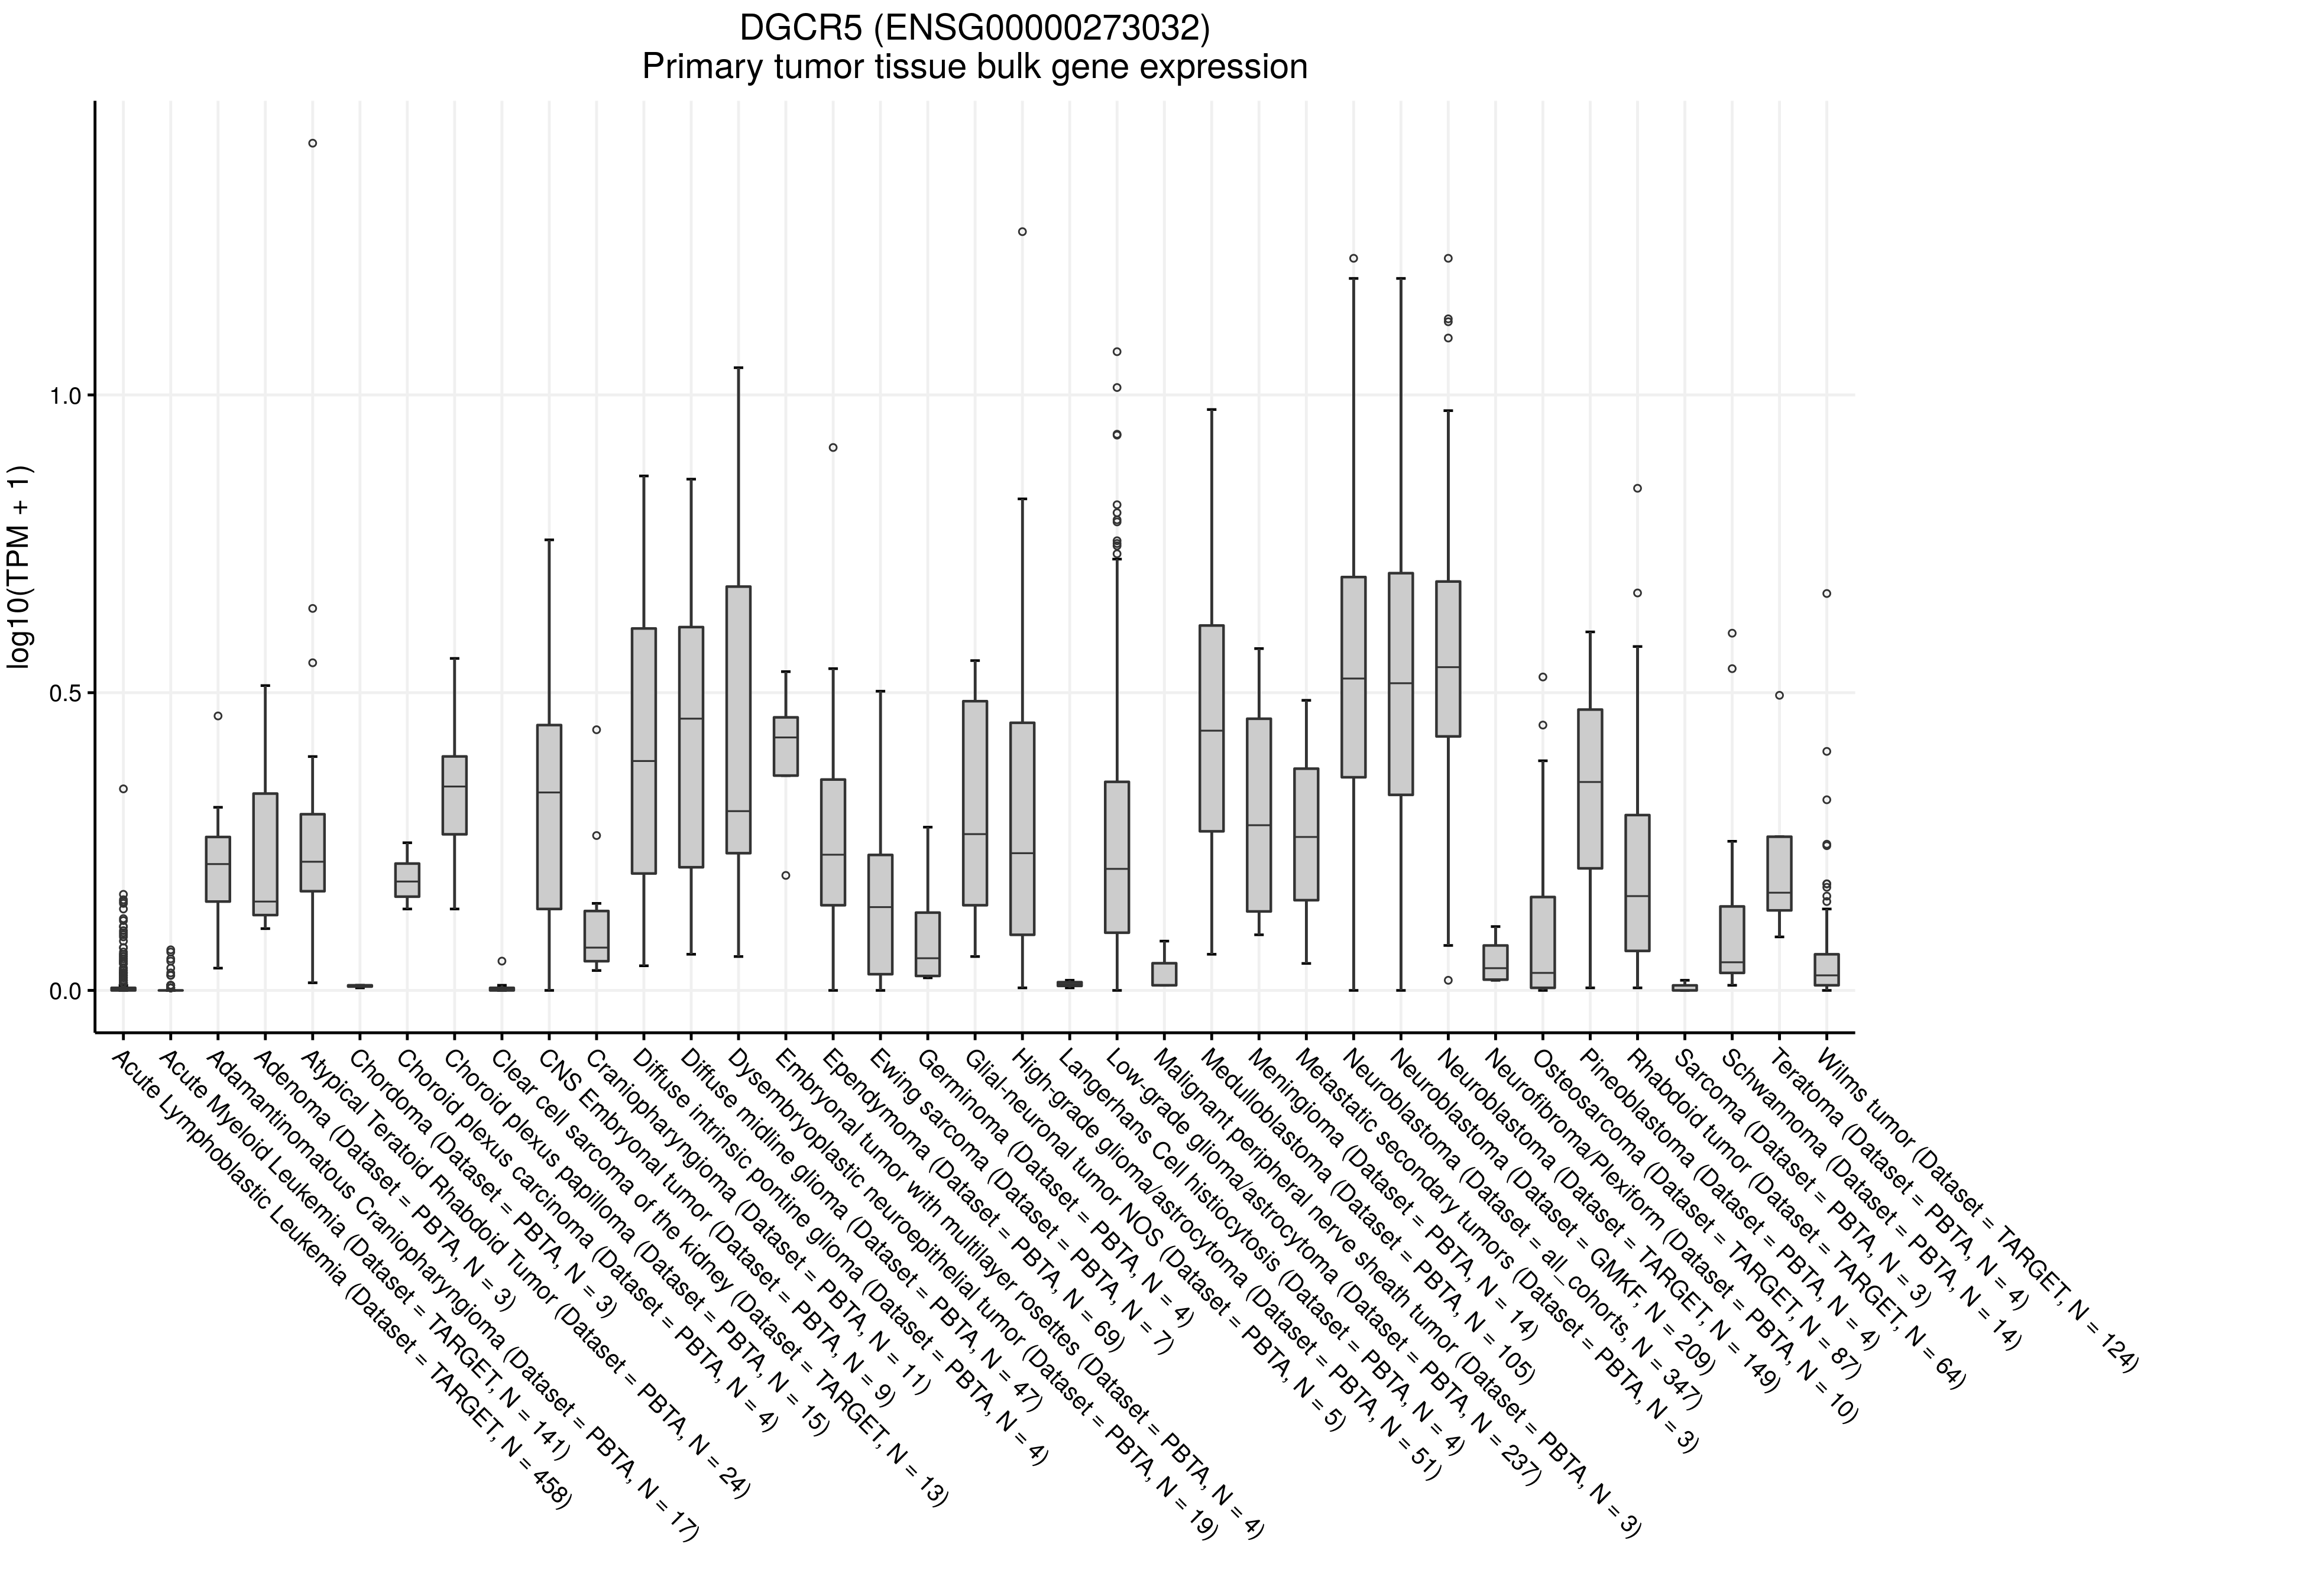 DGCR5 (ENSG00000273032)
Primary tumor tissue bulk gene expression
log10(TPM + 1)
1.0
0.5
0.0
Acute Lymphoblastic Leukemia (Dataset = TARGET, N = 458)
Acute Myeloid Leukemia (Dataset = TARGET, N = 141)
Adamantinomatous Craniopharyngioma (Dataset = PBTA, N = 17)
Adenoma (Dataset = PBTA, N = 3)
Atypical Teratoid Rhabdoid Tumor (Dataset = PBTA, N = 24)
Chordoma (Dataset = PBTA, N = 3)
Choroid plexus carcinoma (Dataset = PBTA, N = 4)
Choroid plexus papilloma (Dataset = PBTA, N = 15)
Clear cell sarcoma of the kidney (Dataset = TARGET, N = 13)
CNS Embryonal tumor (Dataset = PBTA, N = 9)
Craniopharyngioma (Dataset = PBTA, N = 11)
Diffuse intrinsic pontine glioma (Dataset = PBTA, N = 4)
Diffuse midline glioma (Dataset = PBTA, N = 47)
Dysembryoplastic neuroepithelial tumor (Dataset = PBTA, N = 19)
Embryonal tumor with multilayer rosettes (Dataset = PBTA, N = 4)
Ependymoma (Dataset = PBTA, N = 69)
Ewing sarcoma (Dataset = PBTA, N = 7)
Germinoma (Dataset = PBTA, N = 4)
Glial-neuronal tumor NOS (Dataset = PBTA, N = 5)
High-grade glioma/astrocytoma (Dataset = PBTA, N = 51)
Langerhans Cell histiocytosis (Dataset = PBTA, N = 4)
Low-grade glioma/astrocytoma (Dataset = PBTA, N = 237)
Malignant peripheral nerve sheath tumor (Dataset = PBTA, N = 3)
Medulloblastoma (Dataset = PBTA, N = 105)
Meningioma (Dataset = PBTA, N = 14)
Metastatic secondary tumors (Dataset = PBTA, N = 3)
Neuroblastoma (Dataset = all_cohorts, N = 347)
Neuroblastoma (Dataset = GMKF, N = 209)
Neuroblastoma (Dataset = TARGET, N = 149)
Neurofibroma/Plexiform (Dataset = PBTA, N = 10)
Osteosarcoma (Dataset = TARGET, N = 87)
Pineoblastoma (Dataset = PBTA, N = 4)
Rhabdoid tumor (Dataset = TARGET, N = 64)
Sarcoma (Dataset = PBTA, N = 3)
Schwannoma (Dataset = PBTA, N = 14)
Teratoma (Dataset = PBTA, N = 4)
Wilms tumor (Dataset = TARGET, N = 124)